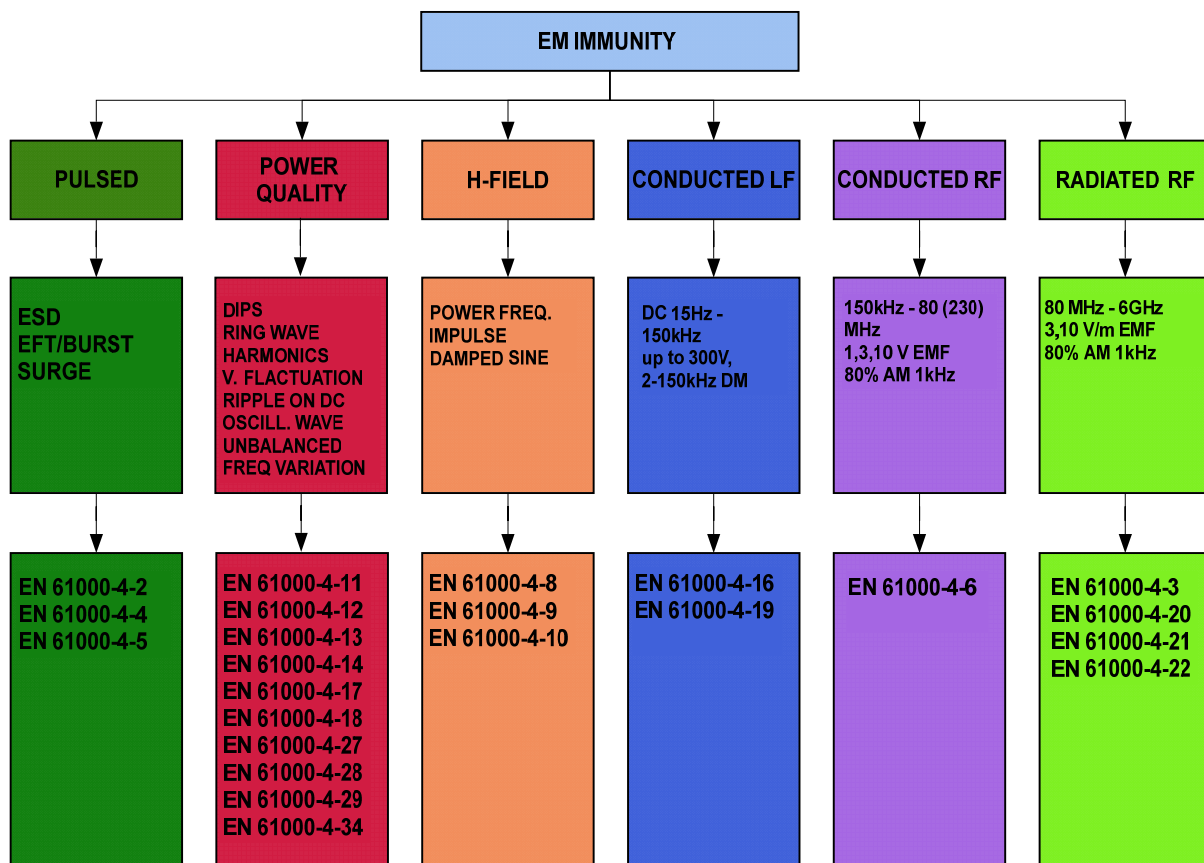 EM IMMUNITY
PULSED
POWER
QUALITY
H-FIELD
CONDUCTED LF
CONDUCTED RF
RADIATED RF
ESD
EFT/BURST
SURGE
DIPS
RING WAVE
HARMONICS
V. FLACTUATION
RIPPLE ON DC
OSCILL. WAVE
UNBALANCED
FREQ VARIATION
POWER FREQ.
IMPULSE
DAMPED SINE
DC 15Hz -
150kHz
up to 300V,
2-150kHz DM
150kHz - 80 (230)
MHz
1,3,10 V EMF
80% AM 1kHz
80 MHz - 6GHz
3,10 V/m EMF
80% AM 1kHz
EN 61000-4-2
EN 61000-4-4
EN 61000-4-5
EN 61000-4-11
EN 61000-4-12
EN 61000-4-13
EN 61000-4-14
EN 61000-4-17
EN 61000-4-18
EN 61000-4-27
EN 61000-4-28
EN 61000-4-29
EN 61000-4-34
EN 61000-4-8
EN 61000-4-9
EN 61000-4-10
EN 61000-4-16
EN 61000-4-19
EN 61000-4-6
EN 61000-4-3
EN 61000-4-20
EN 61000-4-21
EN 61000-4-22